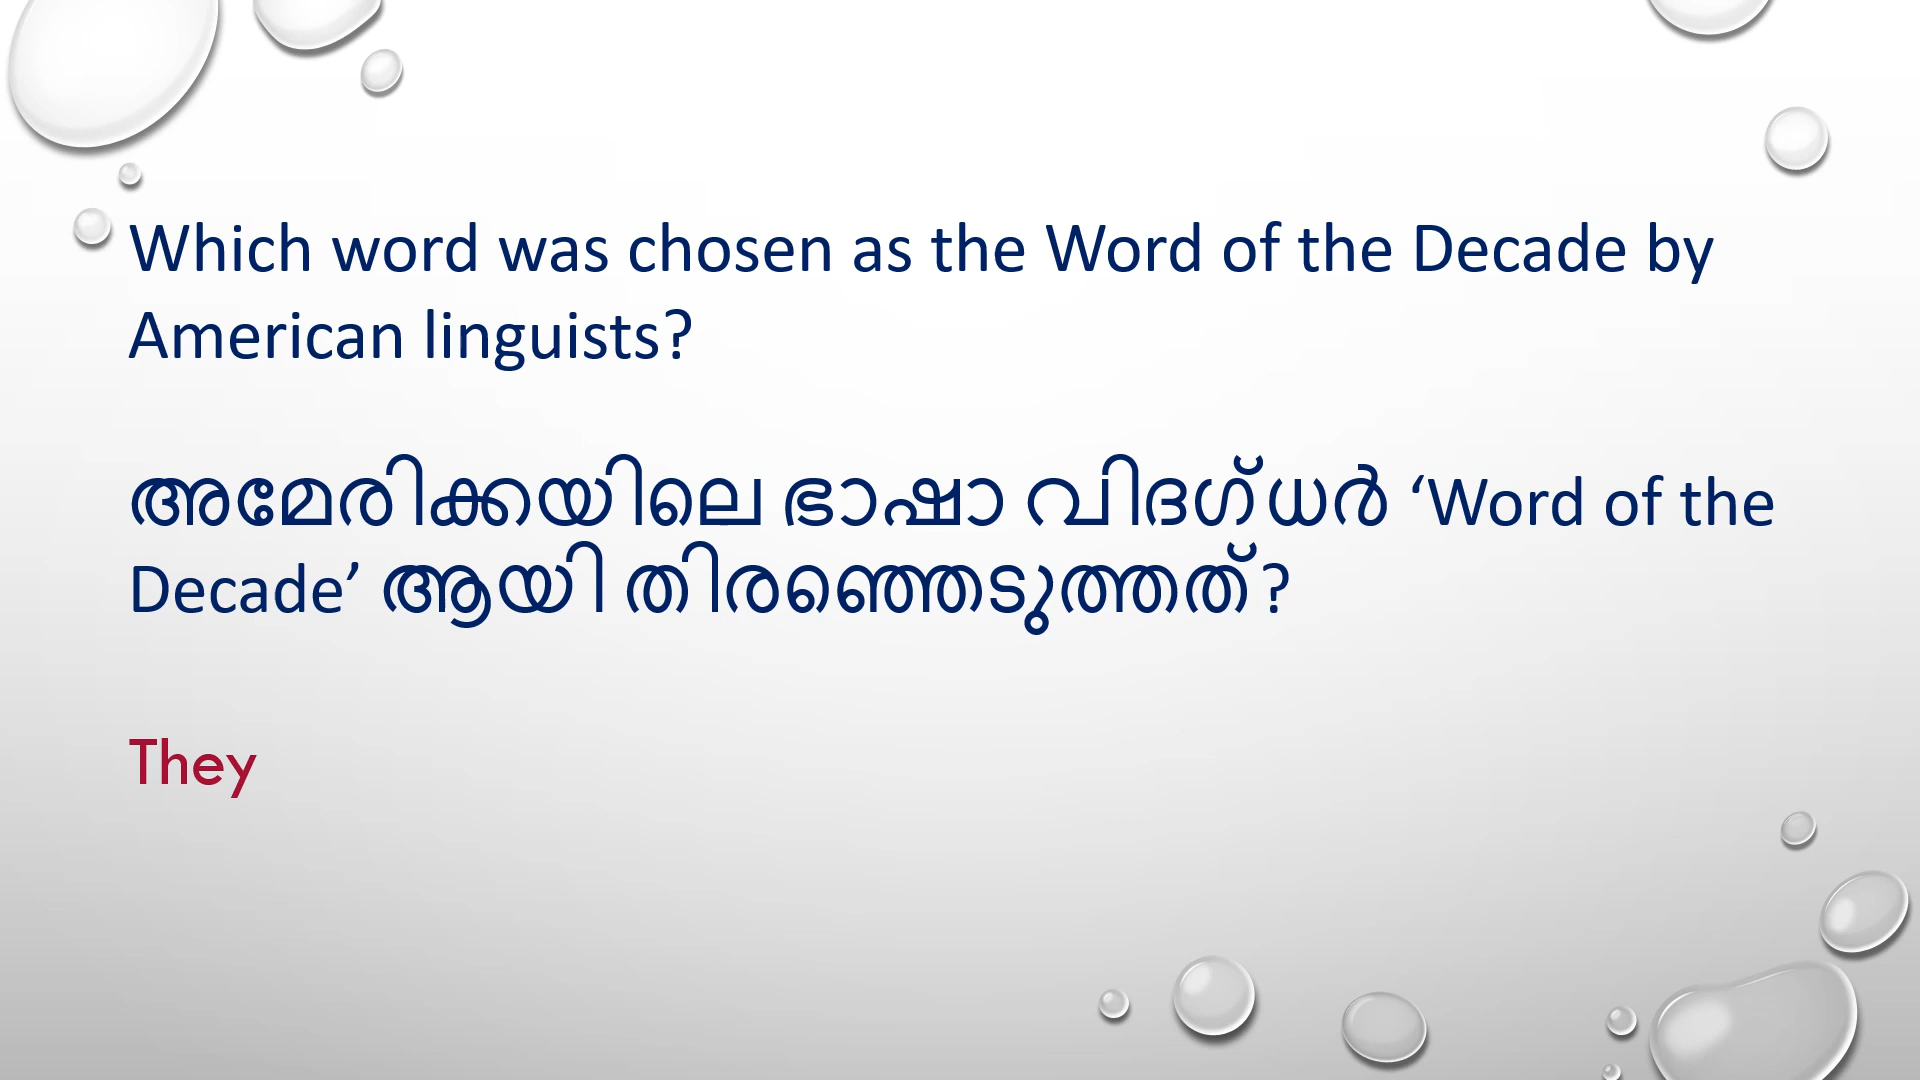 Which word was chosen as the Word of the Decade by
American linguists?
അമേരിക്കയിലെ ഭാഷാ വിദഗ്ധർ ‘Word of the
Decade’ ആയി തിരഞ്ഞെടുത്തത്?
They